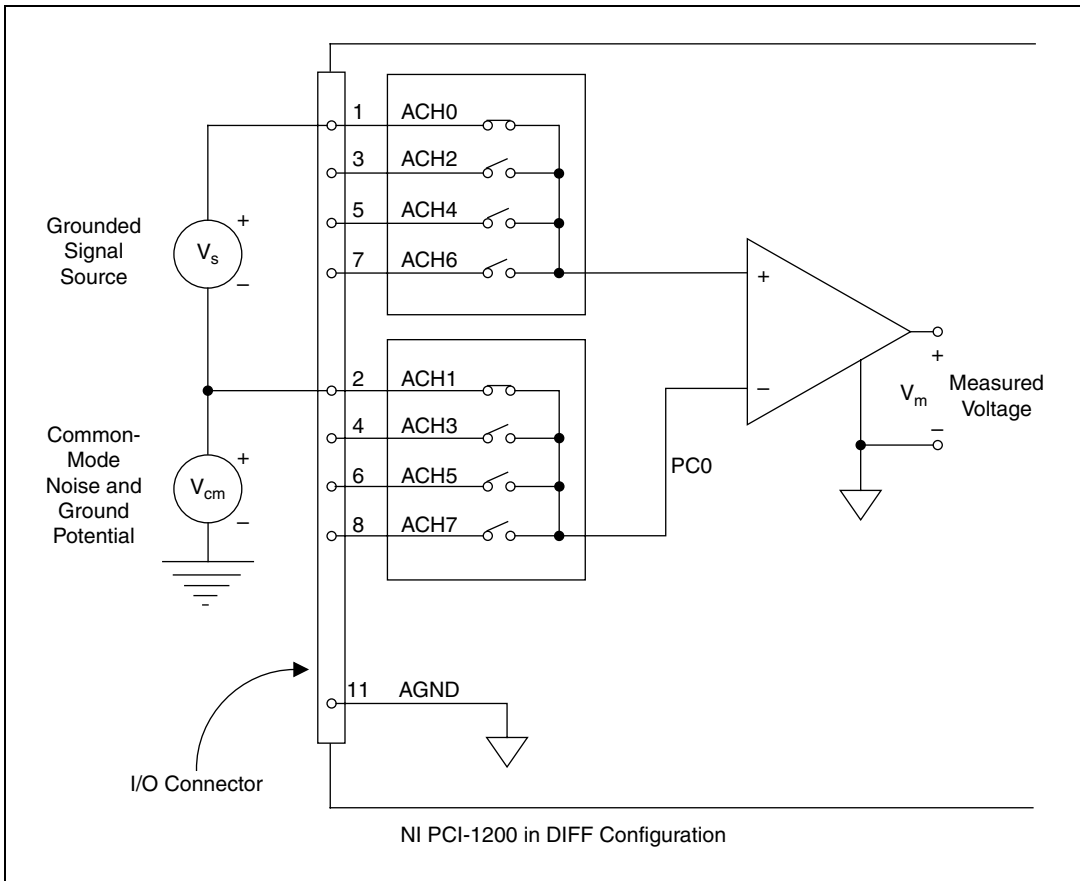 1 ACH0
3 ACH2
5 ACH4
7 ACH6
Grounded
Signal
Source
+
Vs
–
+
–
2 ACH1
4 ACH3
6 ACH5
8 ACH7
Common-
Mode
Noise and
Ground
Potential
+
Vcm
–
PC0
+
Vm
–
Measured
Voltage
11 AGND
I/O Connector
NI PCI-1200 in DIFF Configuration